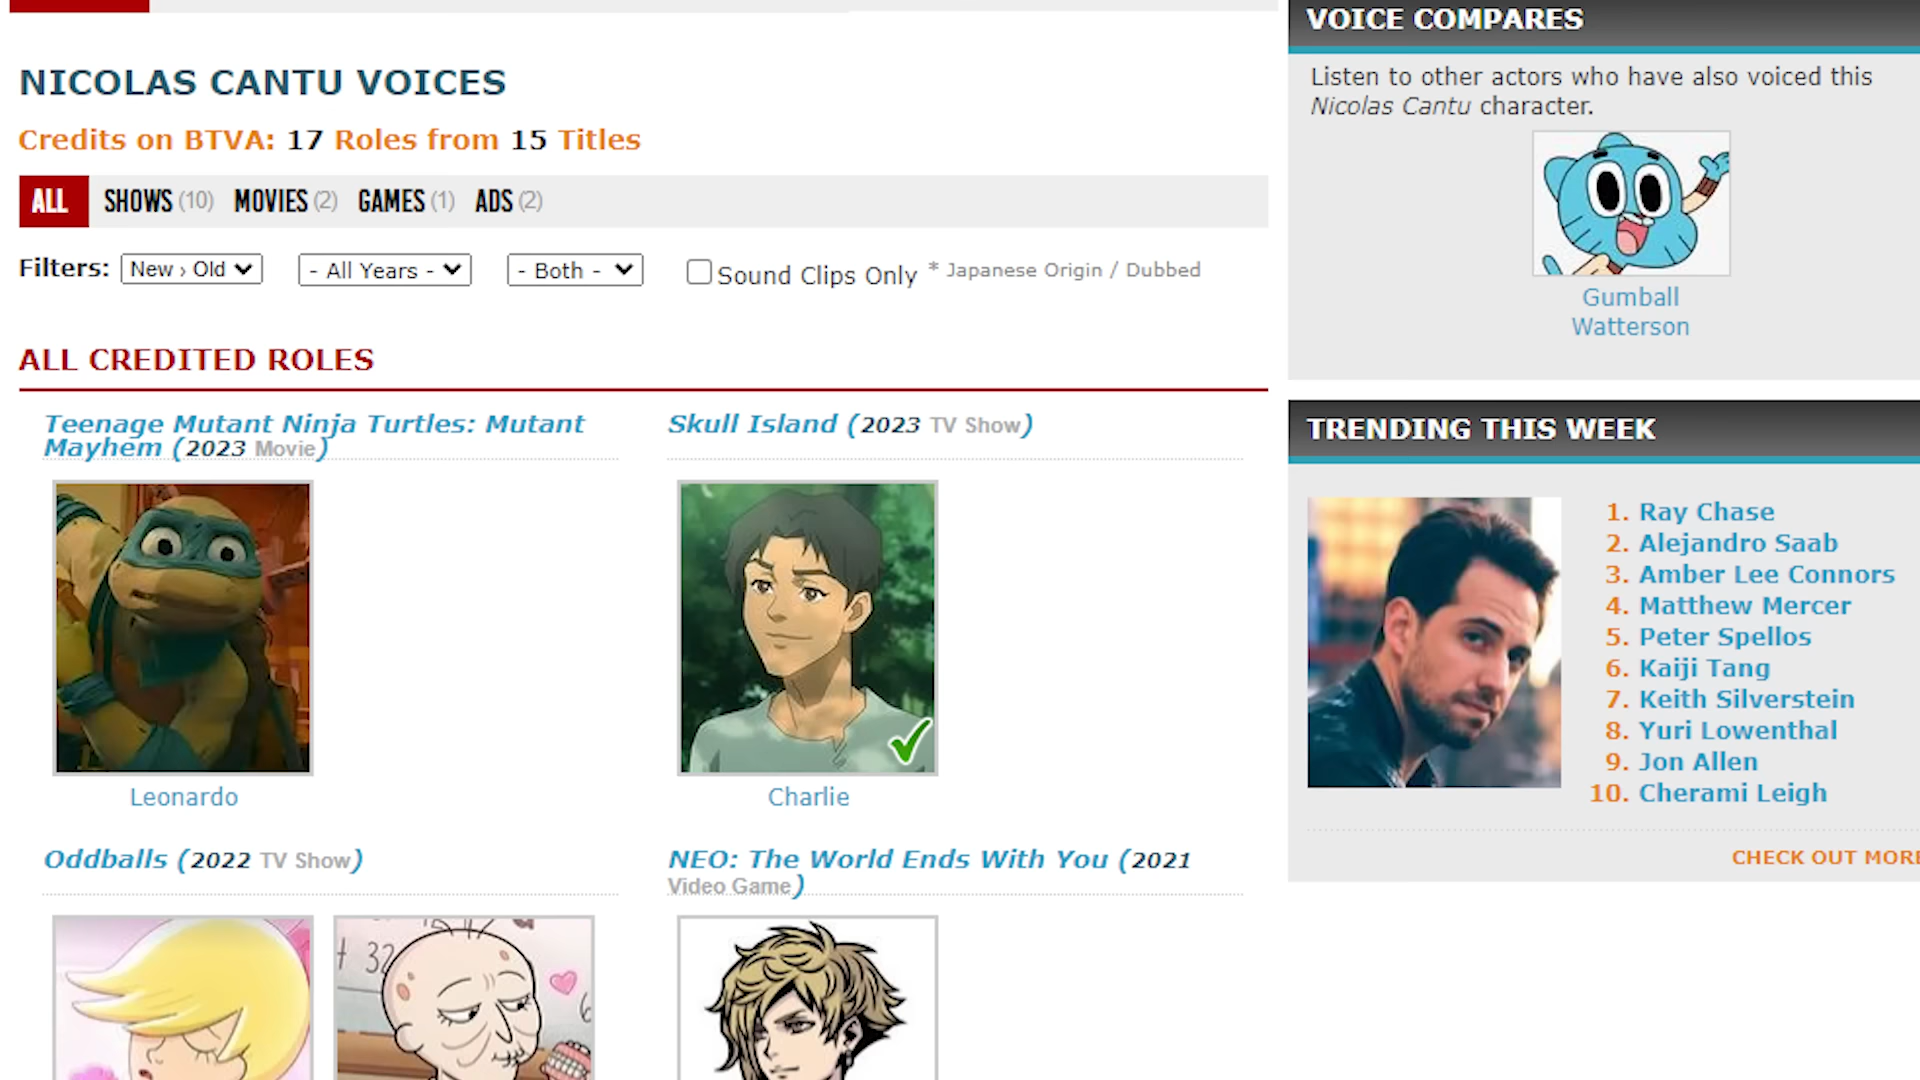 NICOLAS CANTU VOICES
Credits on BTVA: 17 Roles from 15 Titles
ALL SHOWS (10) MOVIES (2) GAMES (1) ADS (2)
Filters: New › Old - All Years - - Both - Sound Clips Only * Japanese Origin / Dubbed
ALL CREDITED ROLES
Teenage Mutant Ninja Turtles: Mutant
Mayhem (2023 Movie)
Leonardo
Skull Island (2023 TV Show)
Charlie
Oddballs (2022 TV Show)
32
NEO: The World Ends With You (2021
Video Game)
VOICE COMPARES
Listen to other actors who have also voiced this
Nicolas Cantu character.
Gumball
Watterson
TRENDING THIS WEEK
1. Ray Chase
2. Alejandro Saab
3. Amber Lee Connors
4. Matthew Mercer
5. Peter Spellos
6. Kaiji Tang
7. Keith Silverstein
8. Yuri Lowenthal
9. Jon Allen
10. Cherami Leigh
CHECK OUT MORE